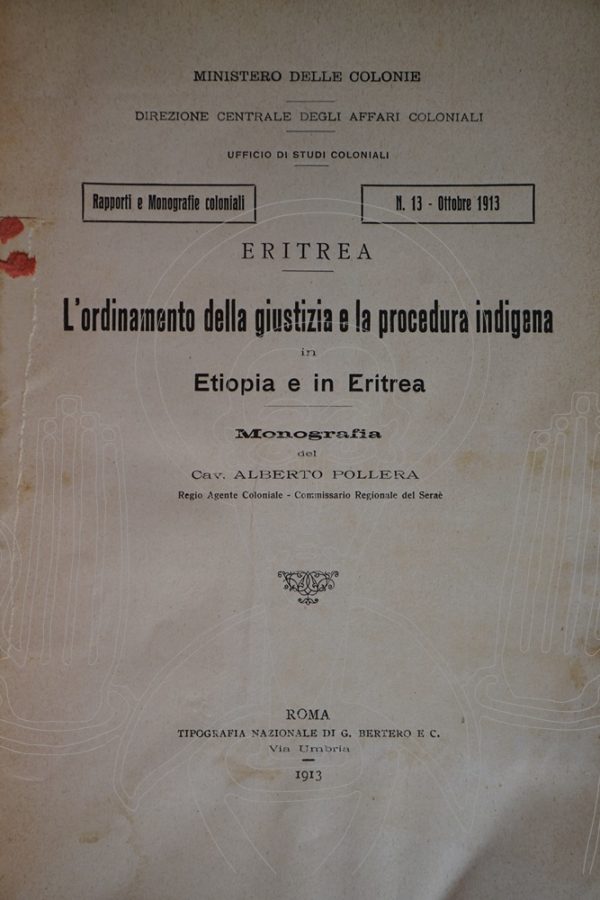 MINISTERO DELLE COLONIE
DIREZIONE CENTRALE DEGLI AFFARI COLONIALI
UFFICIO DI STUDI COLONIALI
Rapporti e Monografie coloniali
N. 13 - Ottobre 1913
ERITREA
L'ordinamento della giustizia e la procedura indigena
in
Etiopia e in Eritrea
Monografia
del
Cav. ALBERTO POLLERA
Regio Agente Coloniale - Commissario Regionale del Seraè
ROMA
TIPOGRAFIA NAZIONALE DI G. BERTERO E C.
Via Umbria
1913